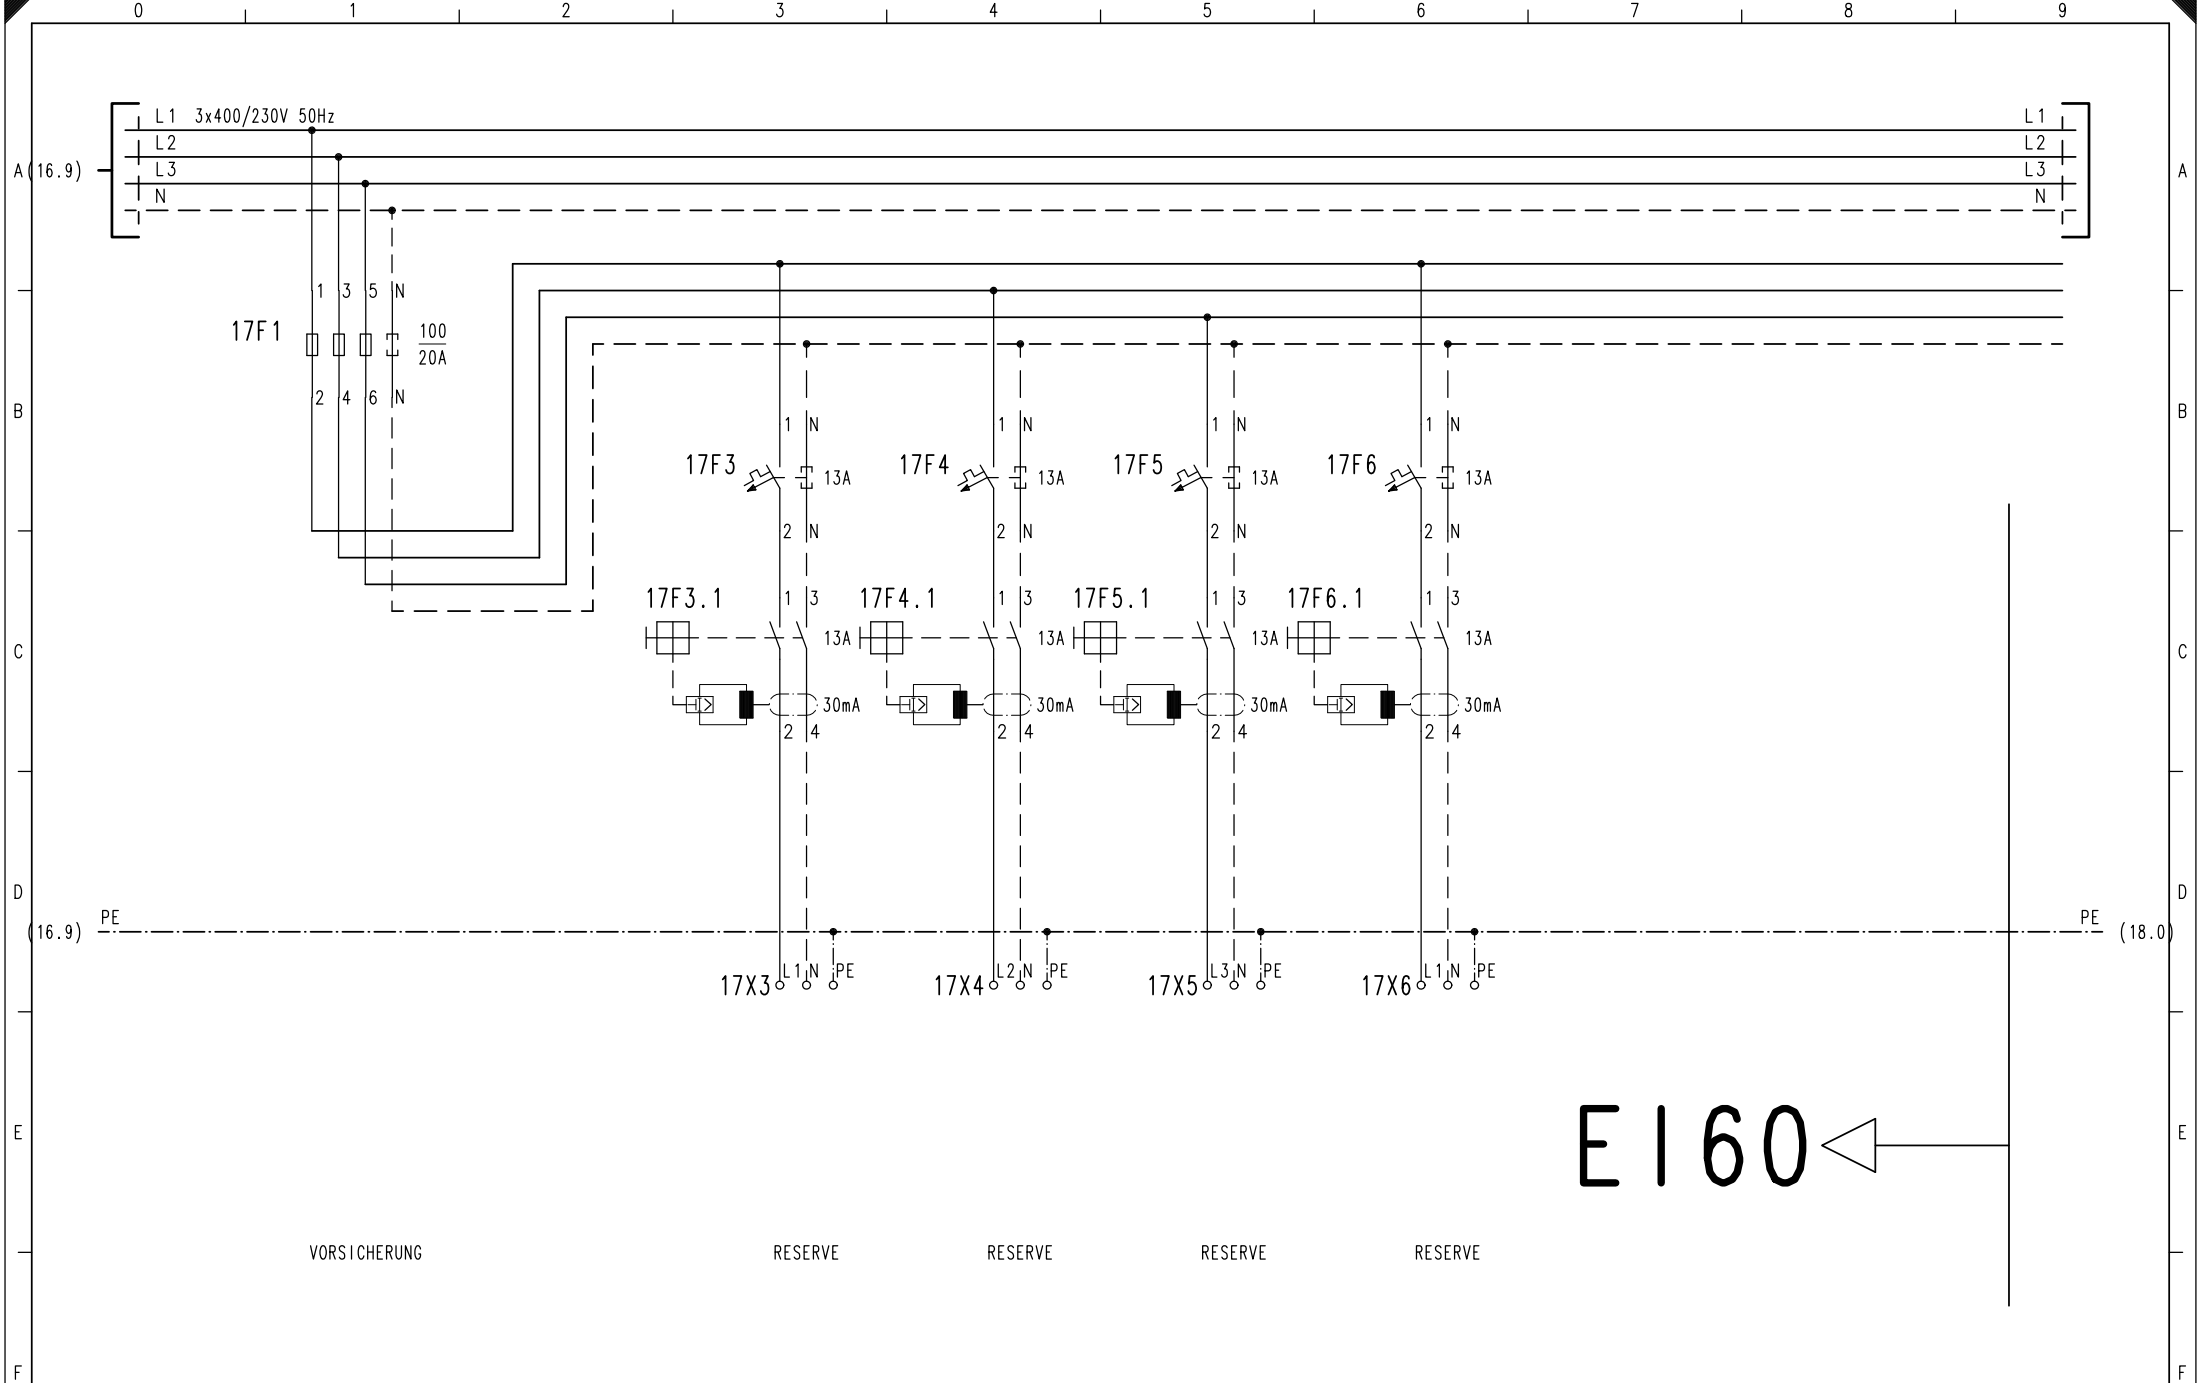 0 1 2 3 4 5 6 7 8 9
L1 3x400/230V 50Hz L1
L2 L2
A (16.9) L3 L3 A
N N
1 3 5 N
17F1 100
20A
2 4 6 N
B B
1 N 1 N 1 N 1 N
17F3 13A 17F4 13A 17F5 13A 17F6 13A
2 N 2 N 2 N 2 N
17F3.1 1 3 17F4.1 1 3 17F5.1 1 3 17F6.1 1 3
13A 13A 13A 13A
C C
30mA 30mA 30mA 30mA
2 4 2 4 2 4 2 4
D D
PE PE
(16.9) (18.0)
17X3 L1 N PE 17X4 L2 N PE 17X5 L3 N PE 17X6 L1 N PE
E E160 E
VORSICHERUNG RESERVE RESERVE RESERVE RESERVE
F F